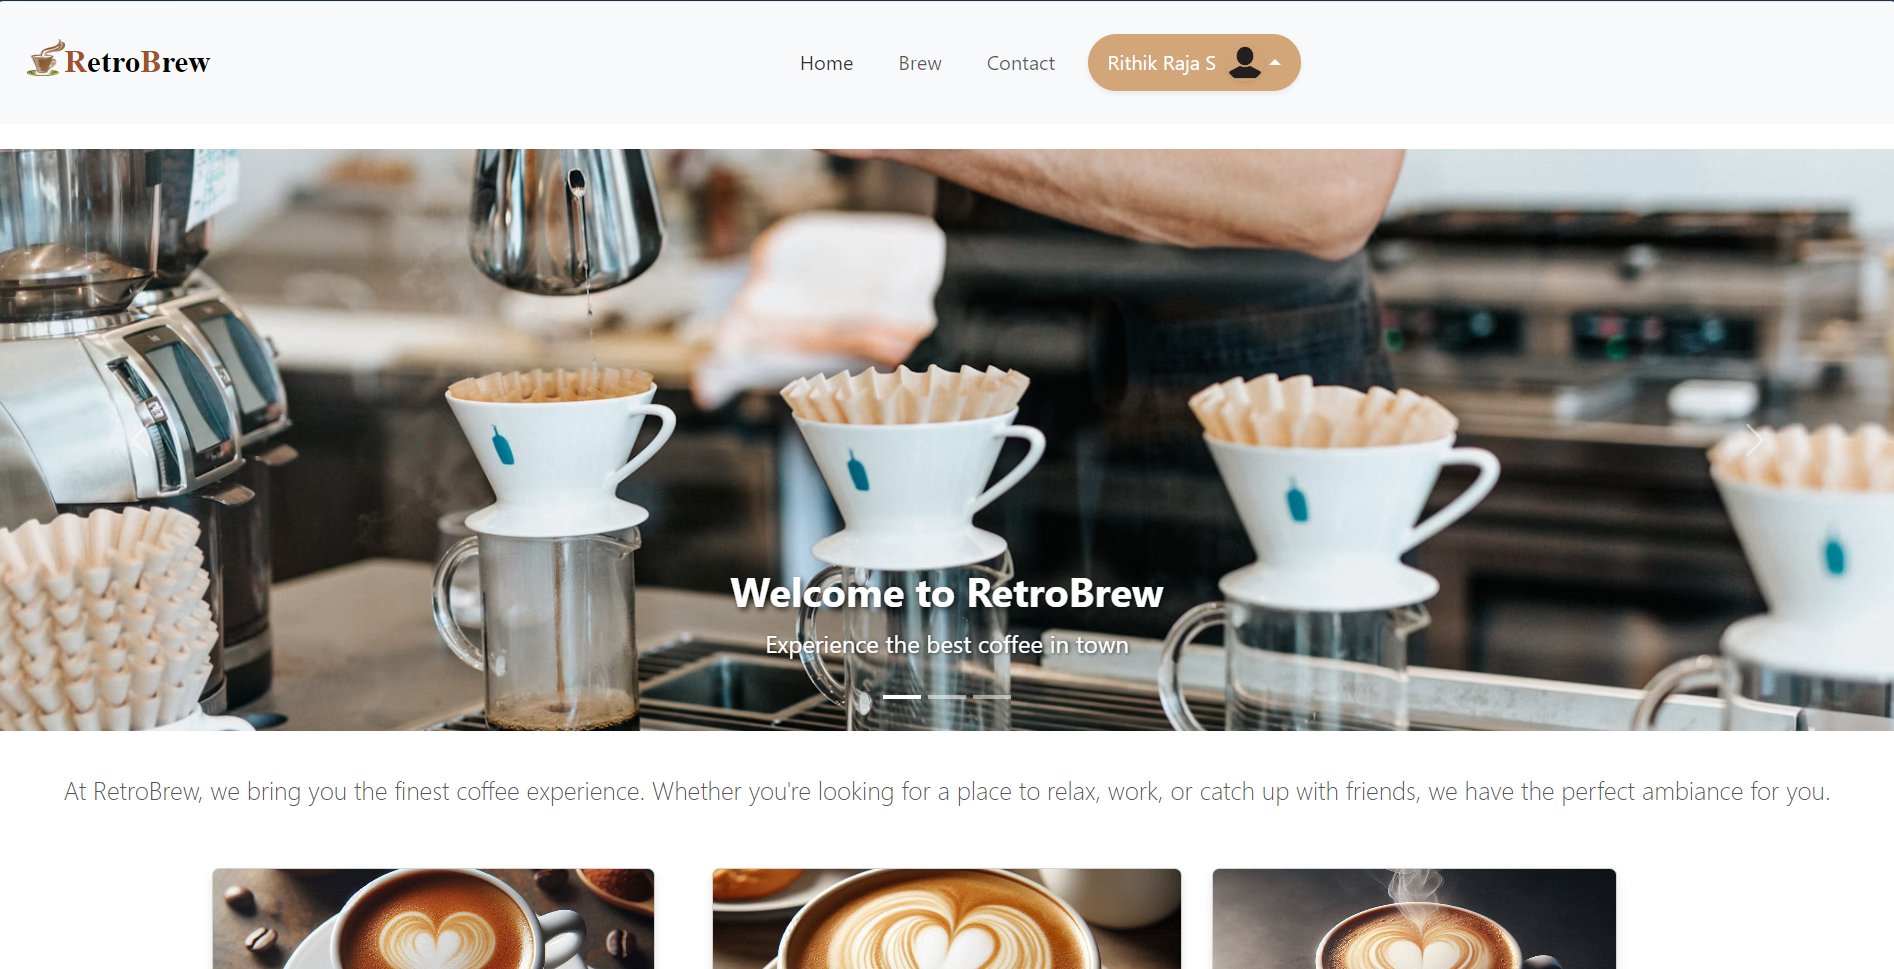 RetroBrew
Home Brew Contact Rithik Raja S
Welcome to RetroBrew
Experience the best coffee in town
At RetroBrew, we bring you the finest coffee experience. Whether you're looking for a place to relax, work, or catch up with friends, we have the perfect ambiance for you.